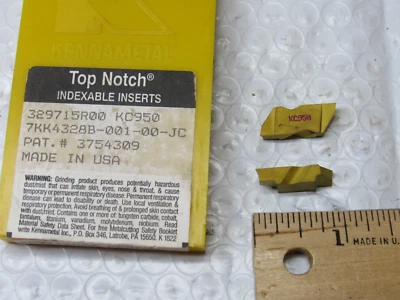 KENNAMETAL
Top Notch®
INDEXABLE INSERTS
329715R00 KC950
7KK4328B-001-00-JC
PAT.# 3754309
MADE IN USA
WARNING: Grinding product produces potentially hazardous
dust/mist that can irritate skin, eyes, nose & throat, & cause
temporary or permanent respiratory disease. Permanent respiratory
disease can lead to disability or death. Use local ventilation &
respiratory protection. Avoid breathing of & prolonged skin contact
with dust/mist. Contains one or more of tungsten carbide, cobalt,
tantalum, titanium, vanadium, molybdenum, niobium. Read
Material Safety Data Sheet. For free Metalcutting Safety Booklet
write Kennametal Inc., P.O. Box 346, Latrobe, PA 15650. K 1822
KC950
1
MADE IN U.